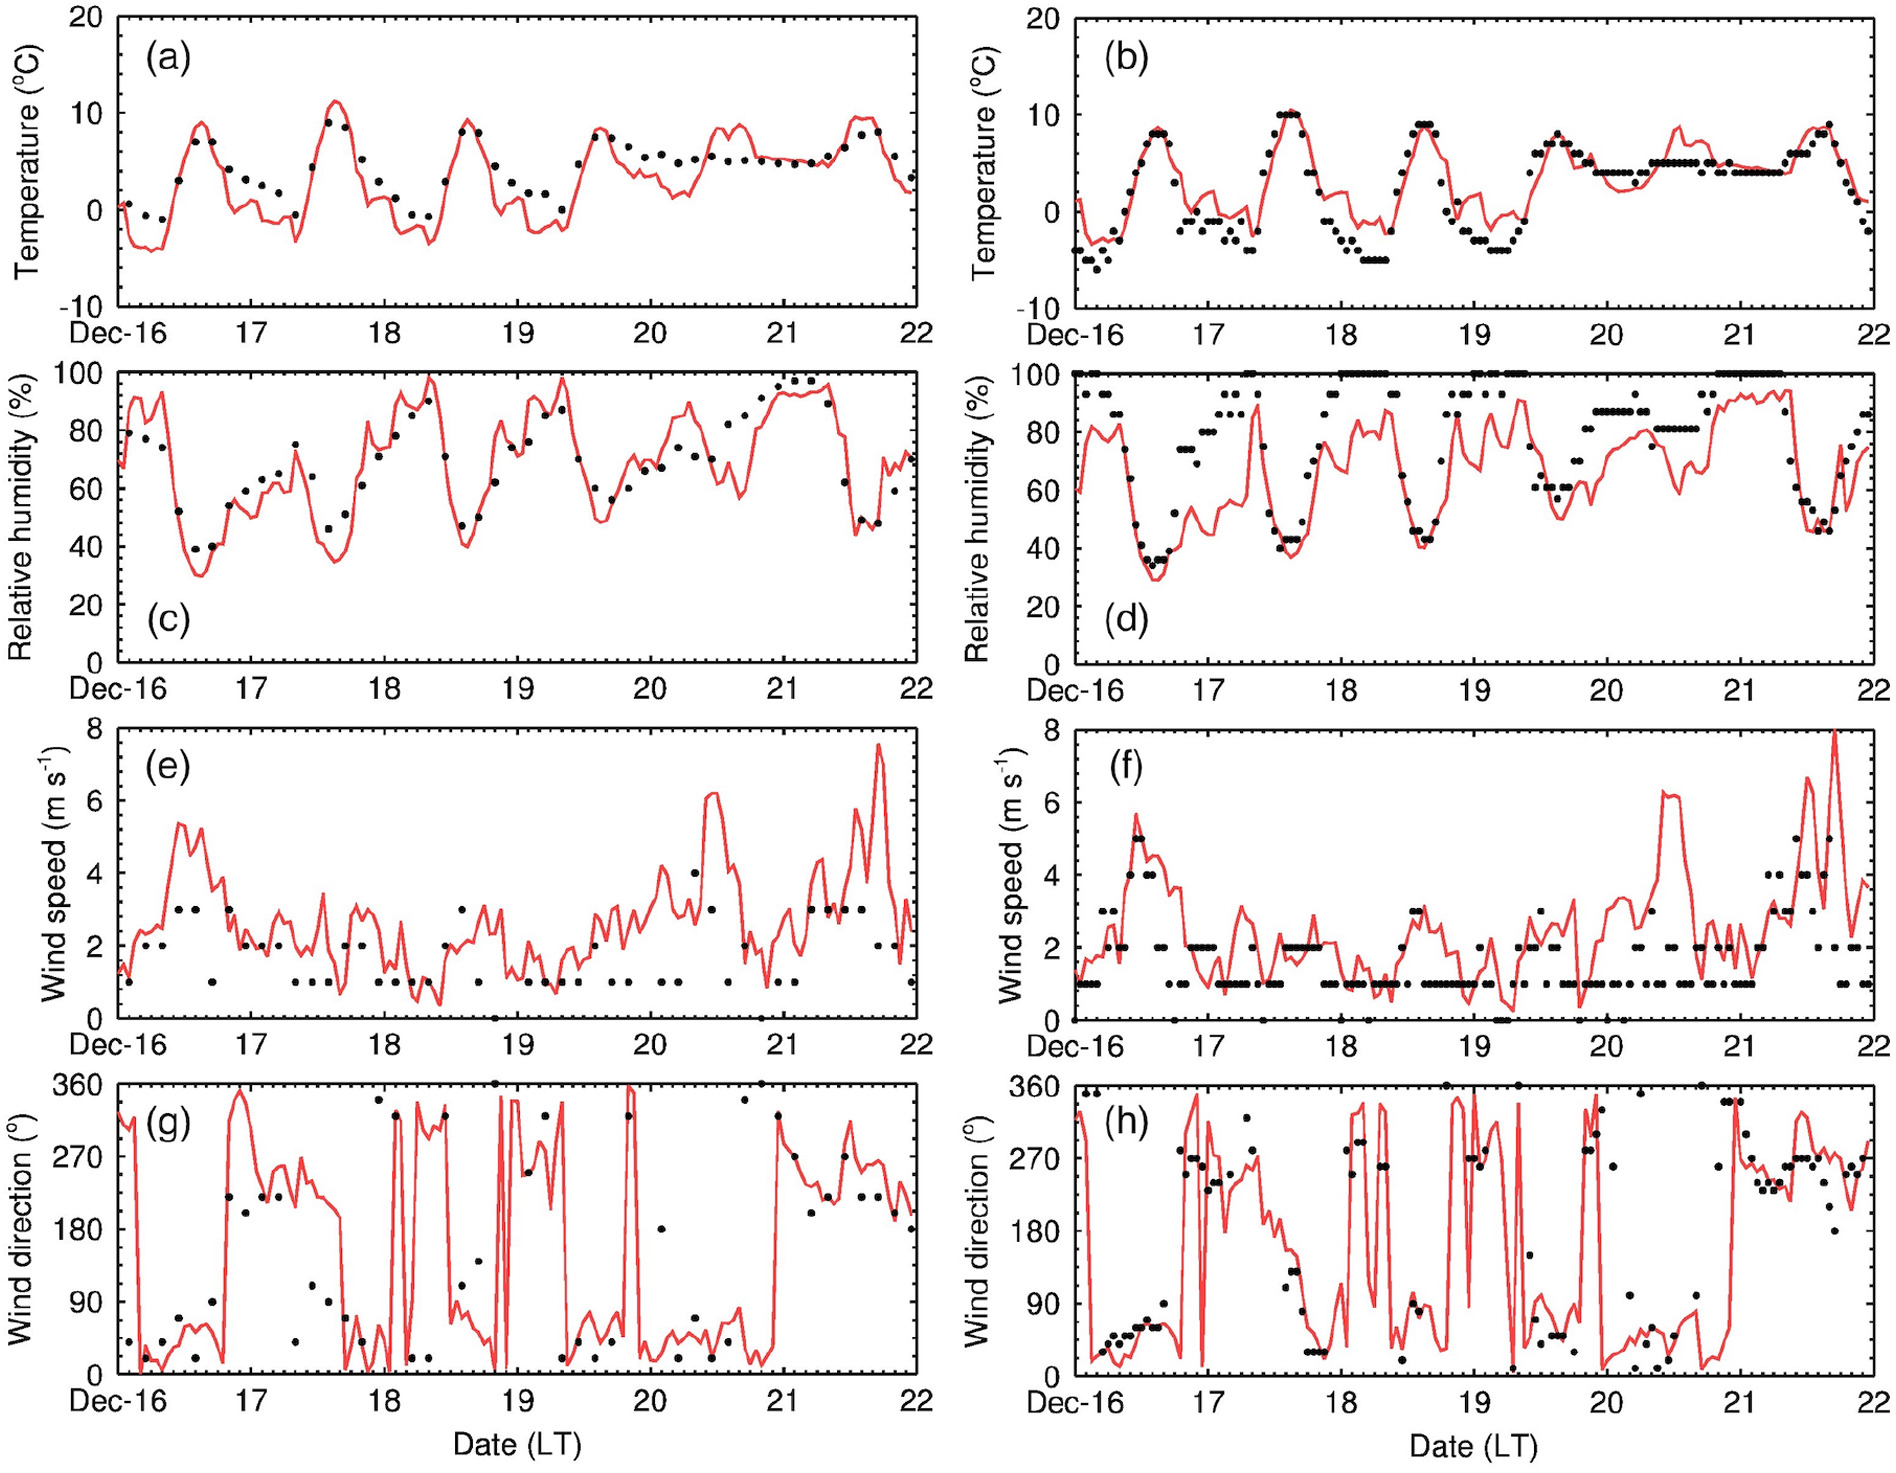 20
10
0
-10
Temperature (°C)
(a)
Dec-16 17 18 19 20 21 22
20
10
0
-10
Temperature (°C)
(b)
Dec-16 17 18 19 20 21 22
100
80
60
40
20
0
Relative humidity (%)
(c)
Dec-16 17 18 19 20 21 22
100
80
60
40
20
0
Relative humidity (%)
(d)
Dec-16 17 18 19 20 21 22
8
6
4
2
0
Wind speed (m s⁻¹)
(e)
Dec-16 17 18 19 20 21 22
8
6
4
2
0
Wind speed (m s⁻¹)
(f)
Dec-16 17 18 19 20 21 22
360
270
180
90
0
Wind direction (°)
(g)
Dec-16 17 18 19 20 21 22
Date (LT)
360
270
180
90
0
Wind direction (°)
(h)
Dec-16 17 18 19 20 21 22
Date (LT)